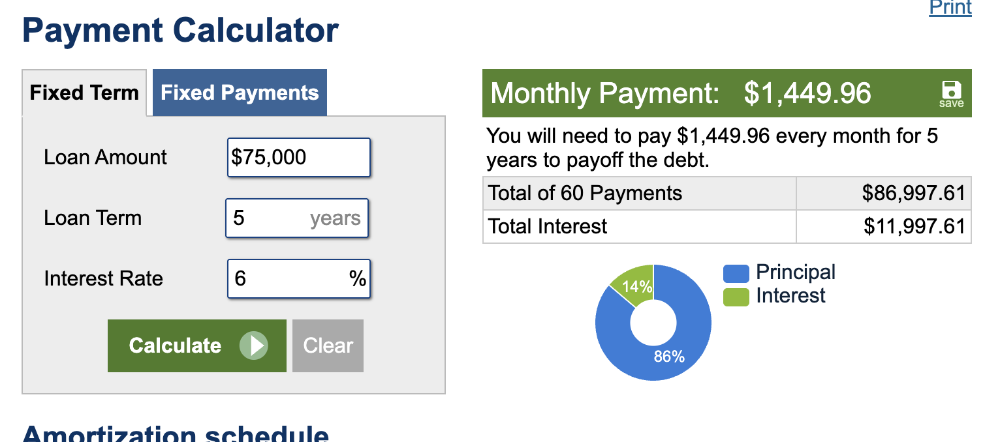 Print
Payment Calculator
Fixed Term
Fixed Payments
Loan Amount $75,000
Loan Term 5 years
Interest Rate 6 %
Calculate
Clear
Monthly Payment: $1,449.96
save
You will need to pay $1,449.96 every month for 5
years to payoff the debt.
Total of 60 Payments $86,997.61
Total Interest $11,997.61
14%
86%
Principal
Interest
Amortization schedule